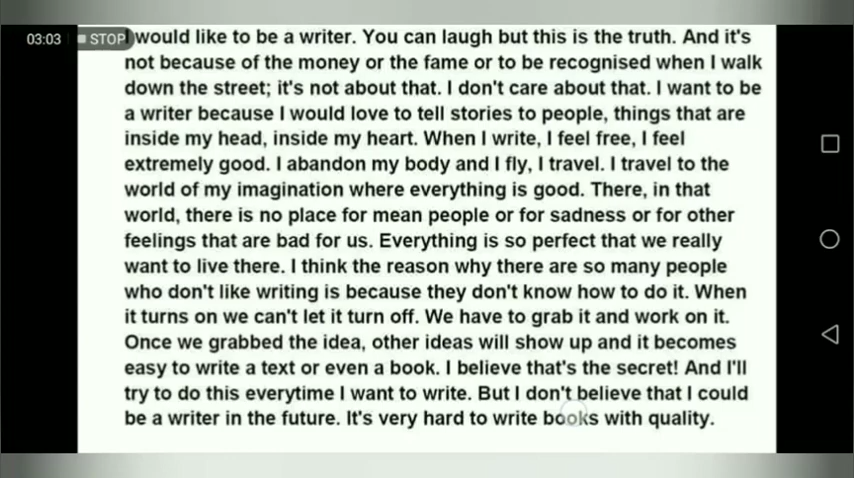 03:03 STOP
I would like to be a writer. You can laugh but this is the truth. And it's
not because of the money or the fame or to be recognised when I walk
down the street; it's not about that. I don't care about that. I want to be
a writer because I would love to tell stories to people, things that are
inside my head, inside my heart. When I write, I feel free, I feel
extremely good. I abandon my body and I fly, I travel. I travel to the
world of my imagination where everything is good. There, in that
world, there is no place for mean people or for sadness or for other
feelings that are bad for us. Everything is so perfect that we really
want to live there. I think the reason why there are so many people
who don't like writing is because they don't know how to do it. When
it turns on we can't let it turn off. We have to grab it and work on it.
Once we grabbed the idea, other ideas will show up and it becomes
easy to write a text or even a book. I believe that's the secret! And I'll
try to do this everytime I want to write. But I don't believe that I could
be a writer in the future. It's very hard to write books with quality.